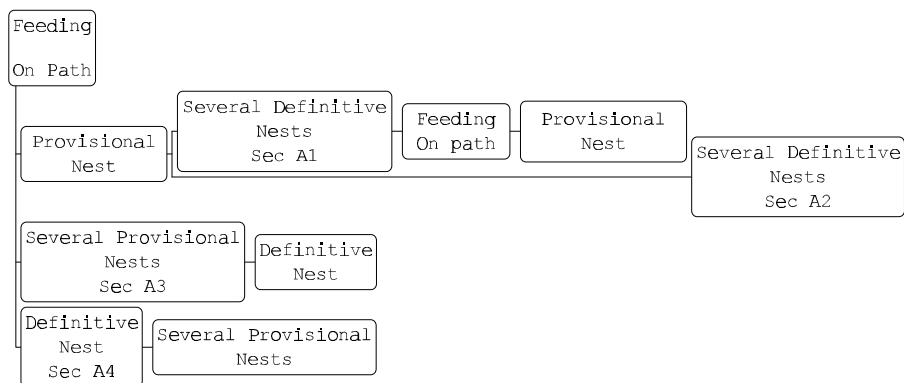 Feeding
On Path
Several Definitive
Nests
Sec A1
Feeding
On path
Provisional
Nest
Provisional
Nest
Several Definitive
Nests
Sec A2
Several Provisional
Nests
Sec A3
Definitive
Nest
Definitive
Nest
Sec A4
Several Provisional
Nests